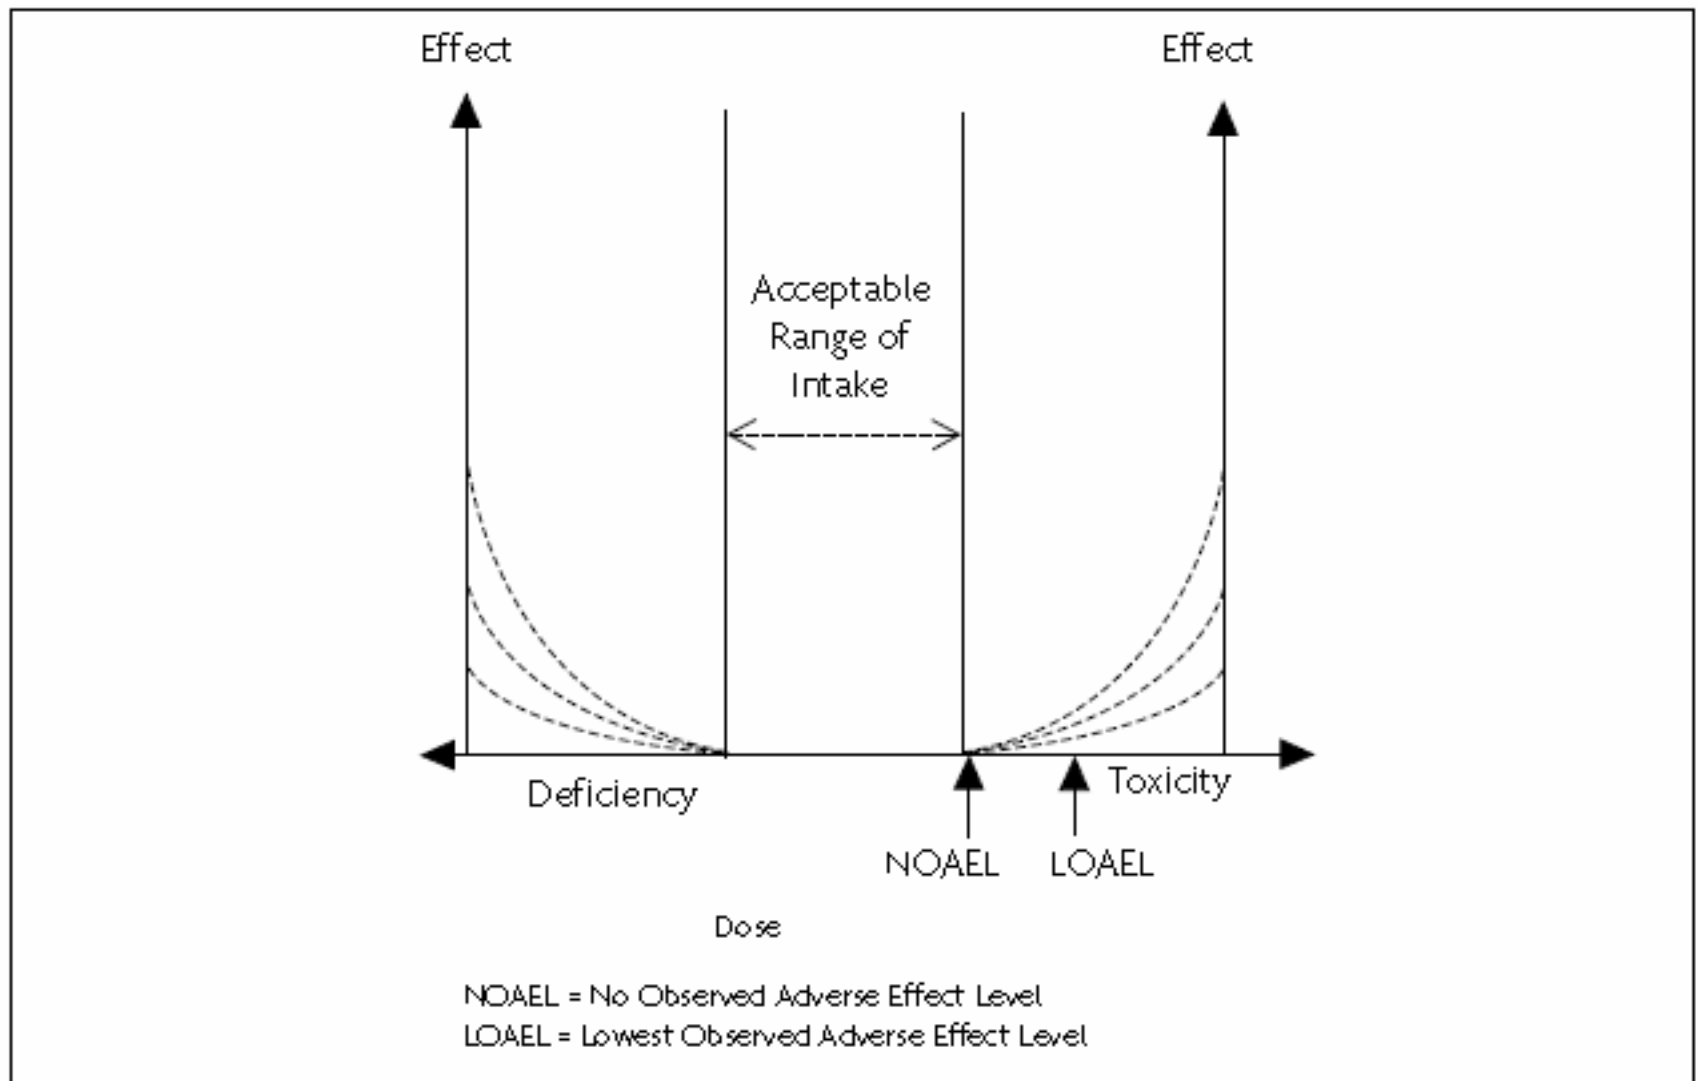 Effect
Effect
Acceptable
Range of
Intake
Deficiency
Toxicity
NOAEL
LOAEL
Dose
NOAEL = No Observed Adverse Effect Level
LOAEL = Lowest Observed Adverse Effect Level